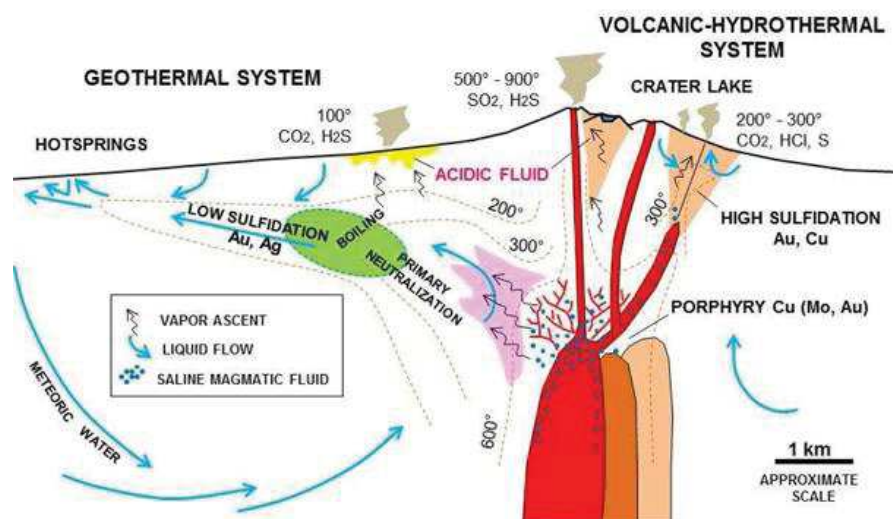 VOLCANIC-HYDROTHERMAL
SYSTEM
GEOTHERMAL SYSTEM
500° - 900°
SO2, H2S
CRATER LAKE
100°
CO2, H2S
200° - 300°
CO2, HCl, S
HOTSPRINGS
ACIDIC FLUID
LOW SULFIDATION
Au, Ag
BOILING
200°
300°
300°
HIGH SULFIDATION
Au, Cu
PRIMARY
NEUTRALIZATION
PORPHYRY Cu (Mo, Au)
VAPOR ASCENT
LIQUID FLOW
SALINE MAGMATIC FLUID
METEORIC WATER
600°
1 km
APPROXIMATE
SCALE